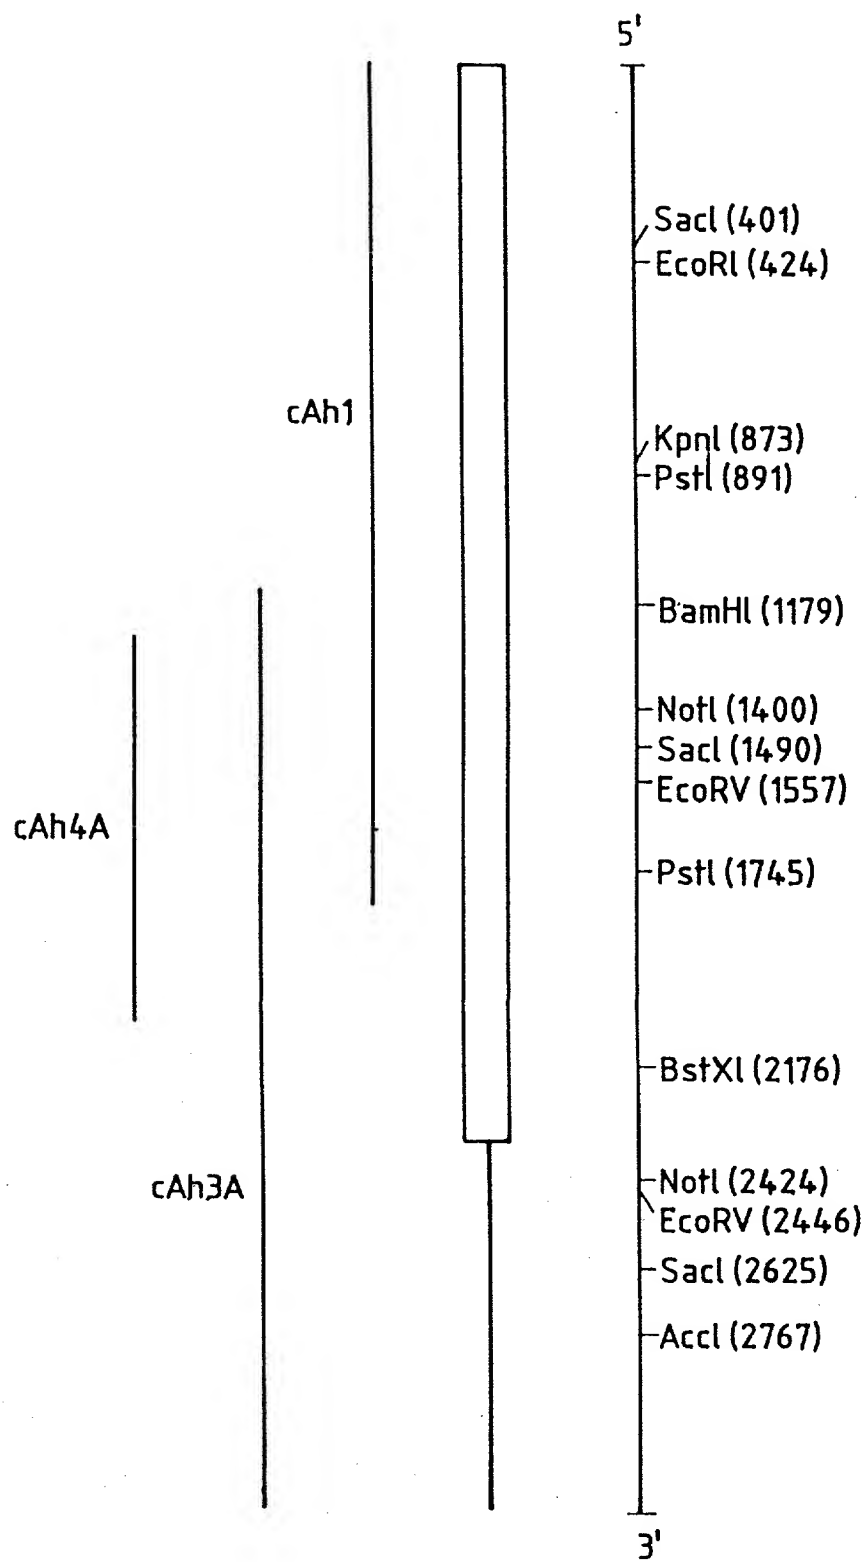 5'
SacI (401)
EcoRI (424)
cAh1
KpnI (873)
PstI (891)
BamHI (1179)
NotI (1400)
SacI (1490)
EcoRV (1557)
cAh4A
PstI (1745)
BstXI (2176)
cAh3A
NotI (2424)
EcoRV (2446)
SacI (2625)
AccI (2767)
3'